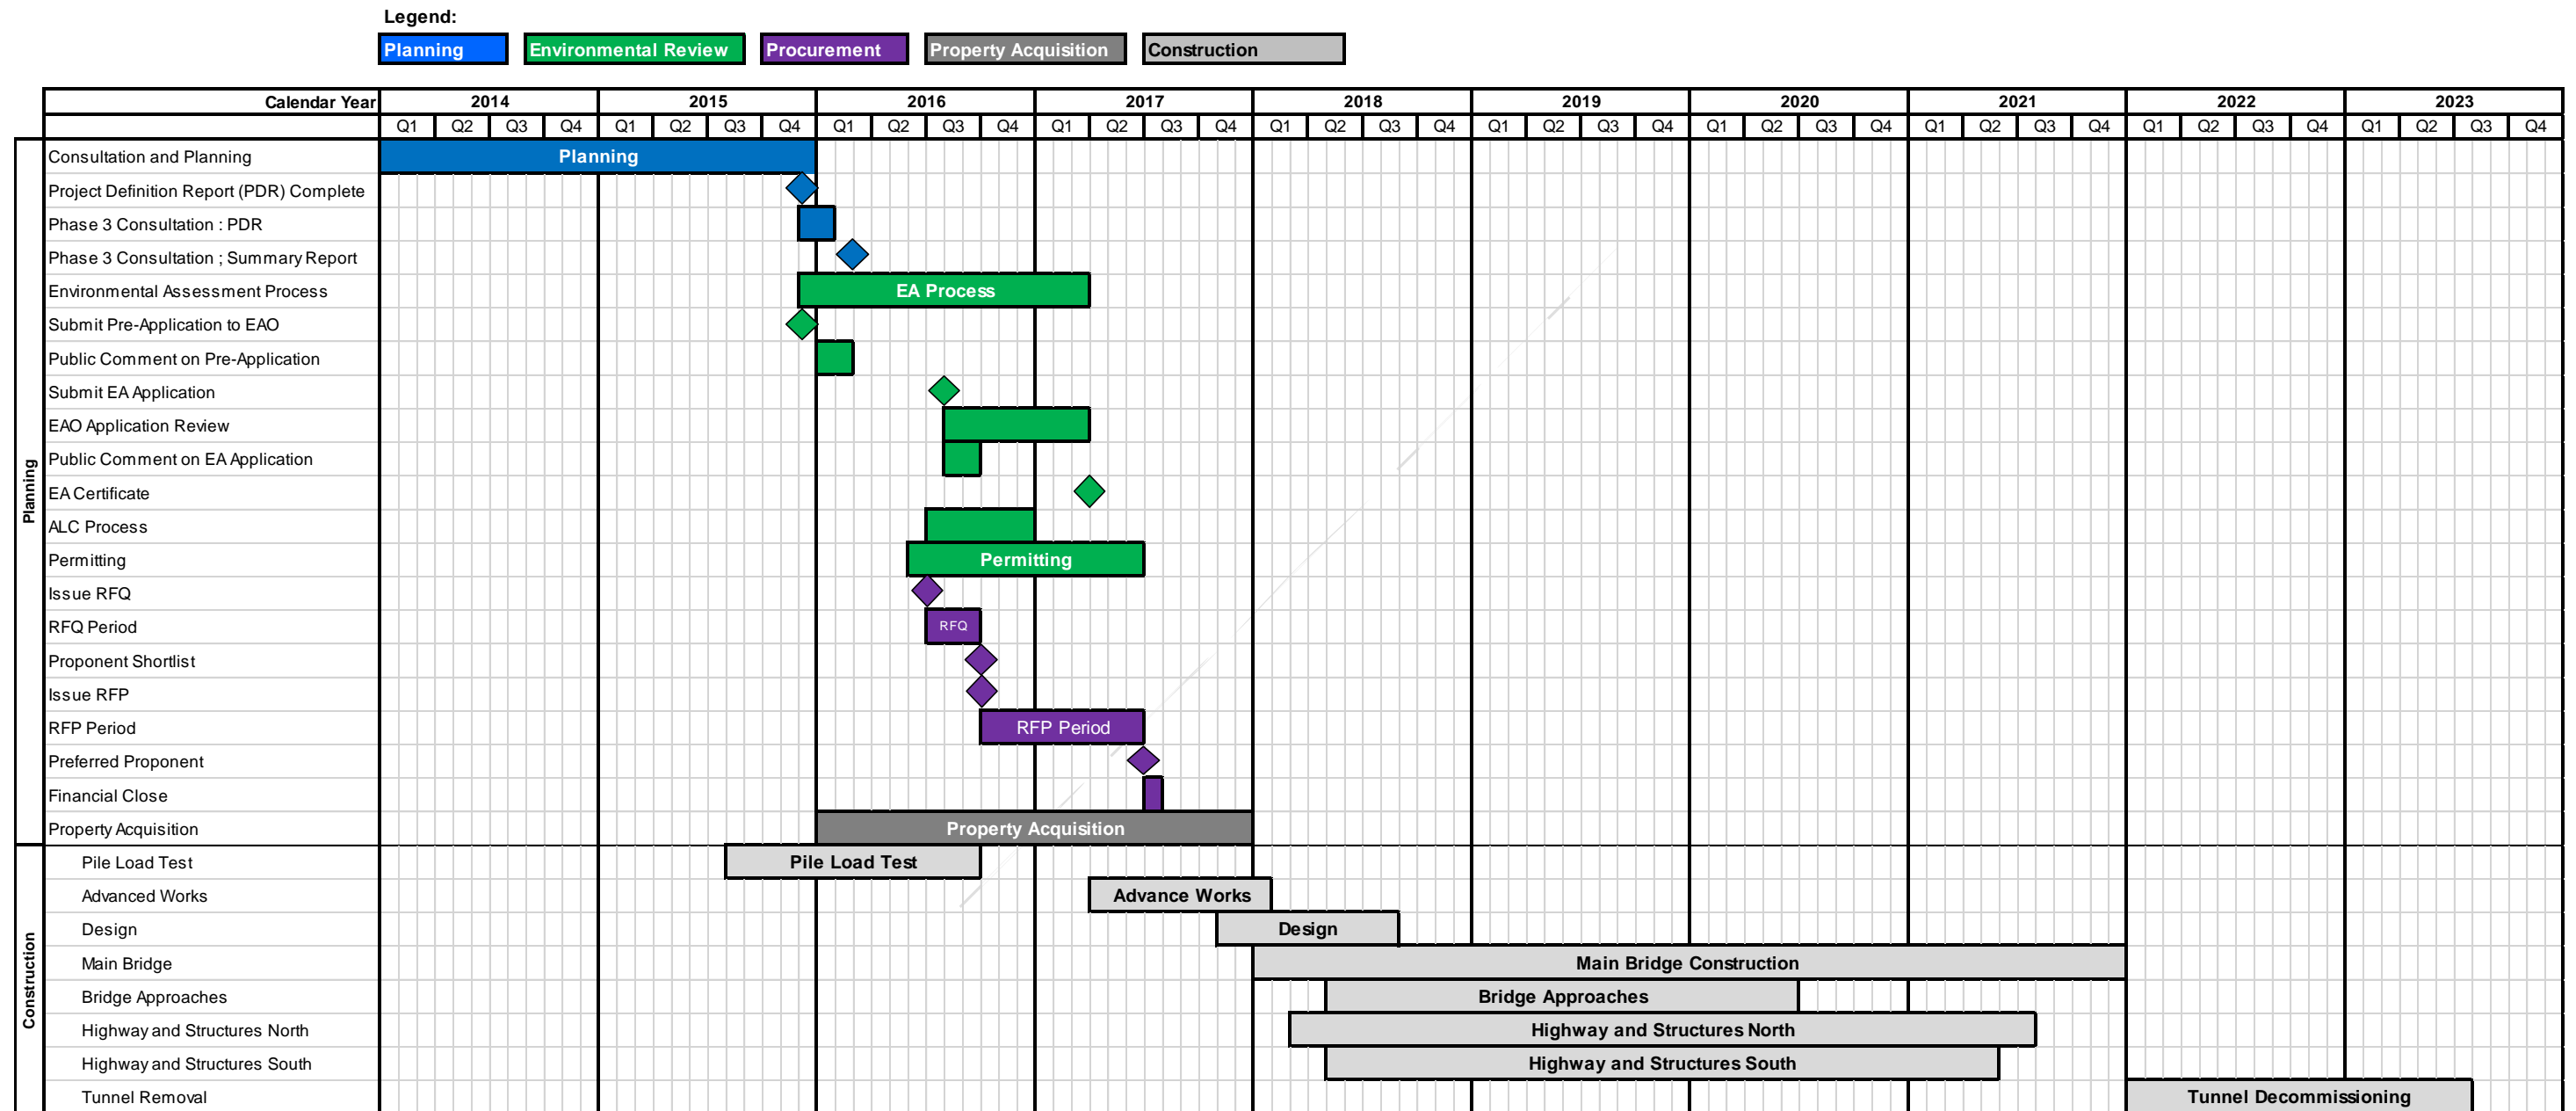 Legend:
Planning Environmental Review Procurement Property Acquisition Construction
Calendar Year 2014 2015 2016 2017 2018 2019 2020 2021 2022 2023
Q1 Q2 Q3 Q4 Q1 Q2 Q3 Q4 Q1 Q2 Q3 Q4 Q1 Q2 Q3 Q4 Q1 Q2 Q3 Q4 Q1 Q2 Q3 Q4 Q1 Q2 Q3 Q4 Q1 Q2 Q3 Q4 Q1 Q2 Q3 Q4 Q1 Q2 Q3 Q4
Planning
Consultation and Planning Planning
Project Definition Report (PDR) Complete
Phase 3 Consultation : PDR
Phase 3 Consultation ; Summary Report
Environmental Assessment Process EA Process
Submit Pre-Application to EAO
Public Comment on Pre-Application
Submit EA Application
EAO Application Review
Public Comment on EA Application
EA Certificate
ALC Process
Permitting Permitting
Issue RFQ
RFQ Period RFQ
Proponent Shortlist
Issue RFP
RFP Period RFP Period
Preferred Proponent
Financial Close
Property Acquisition Property Acquisition
Construction
Pile Load Test Pile Load Test
Advanced Works Advance Works
Design Design
Main Bridge Main Bridge Construction
Bridge Approaches Bridge Approaches
Highway and Structures North Highway and Structures North
Highway and Structures South Highway and Structures South
Tunnel Removal Tunnel Decommissioning